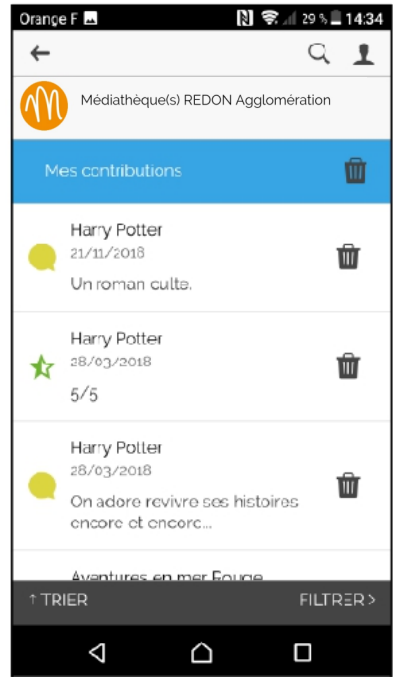 Orange F 29 % 14:34
Médiathèque(s) REDON Agglomération
Mes contributions
Harry Potter
21/11/2018
Un roman culte.
Harry Potter
28/03/2018
5/5
Harry Potter
28/03/2018
On adore revivre ses histoires
encore et encore...
Aventures en mer Rouge
↑ TRIER FILTRER >